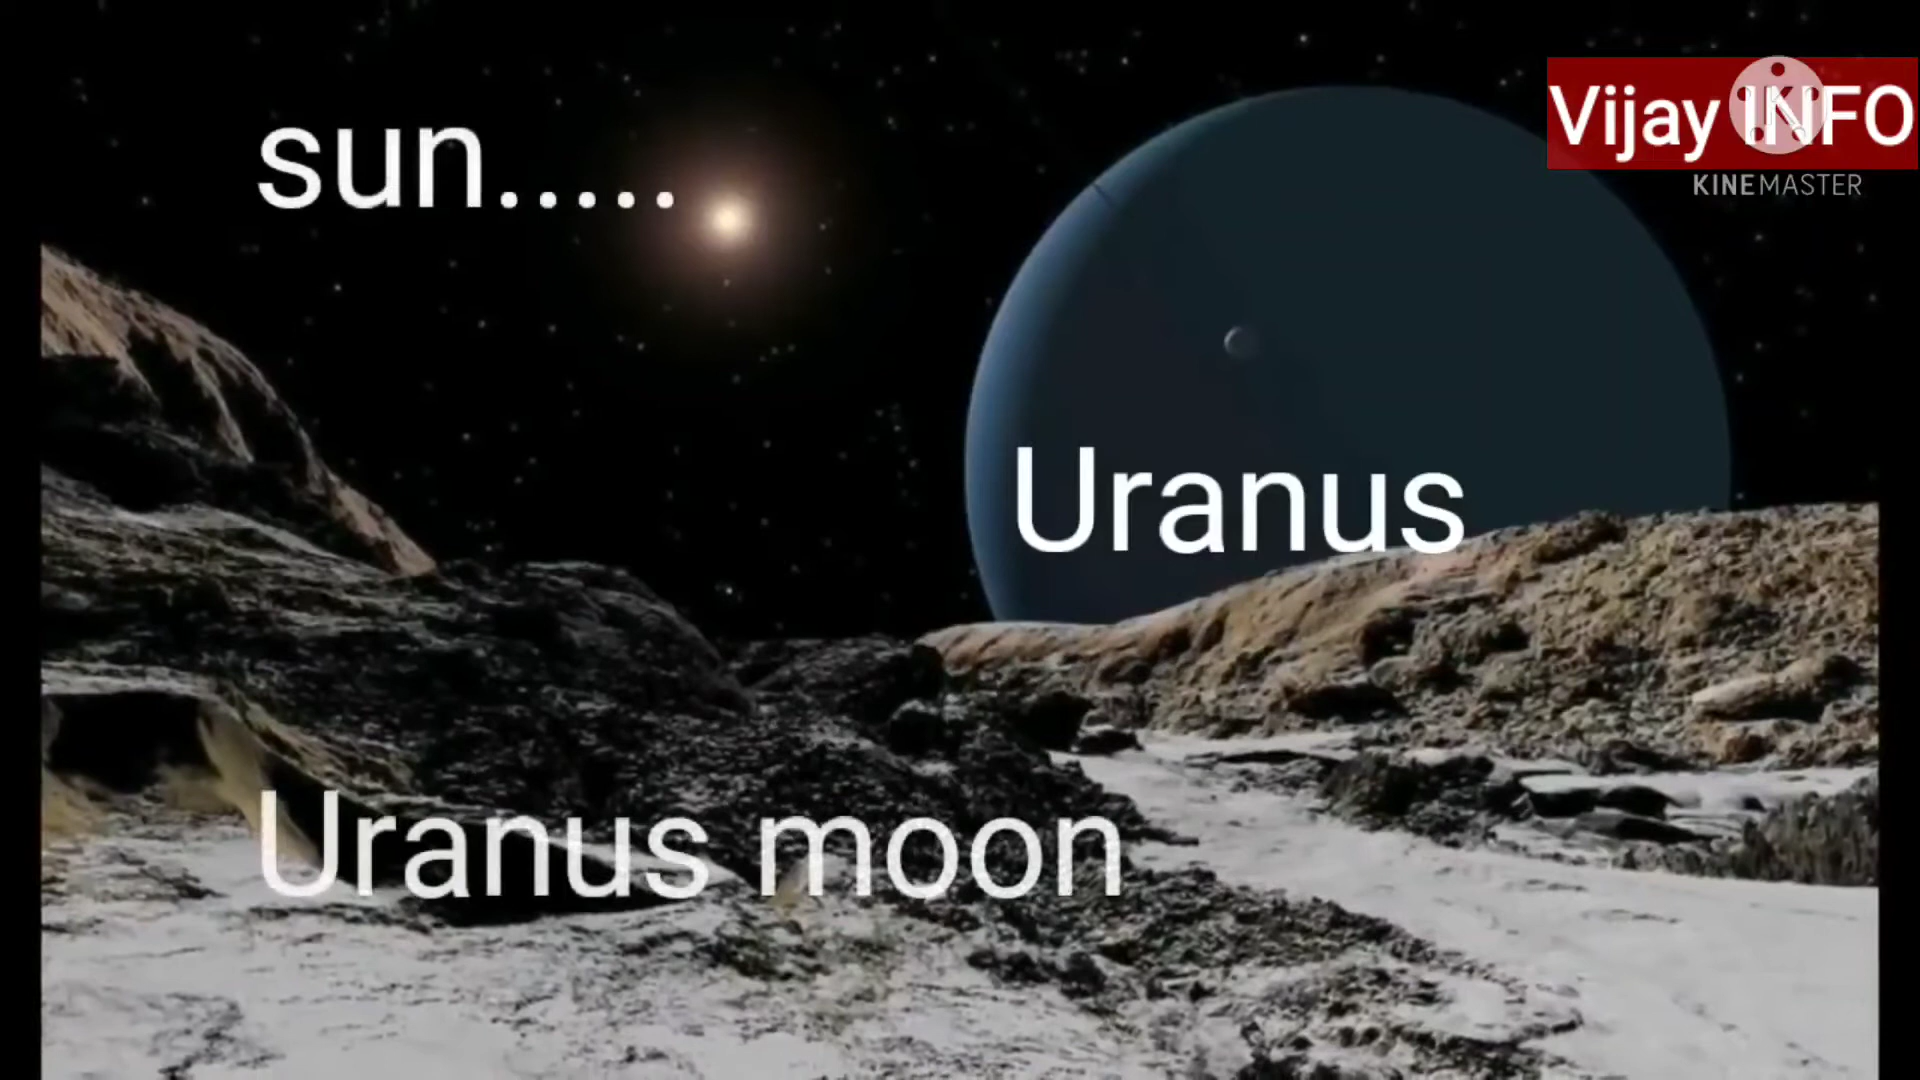 sun.....
Vijay INFO
KINEMASTER
Uranus
Uranus moon